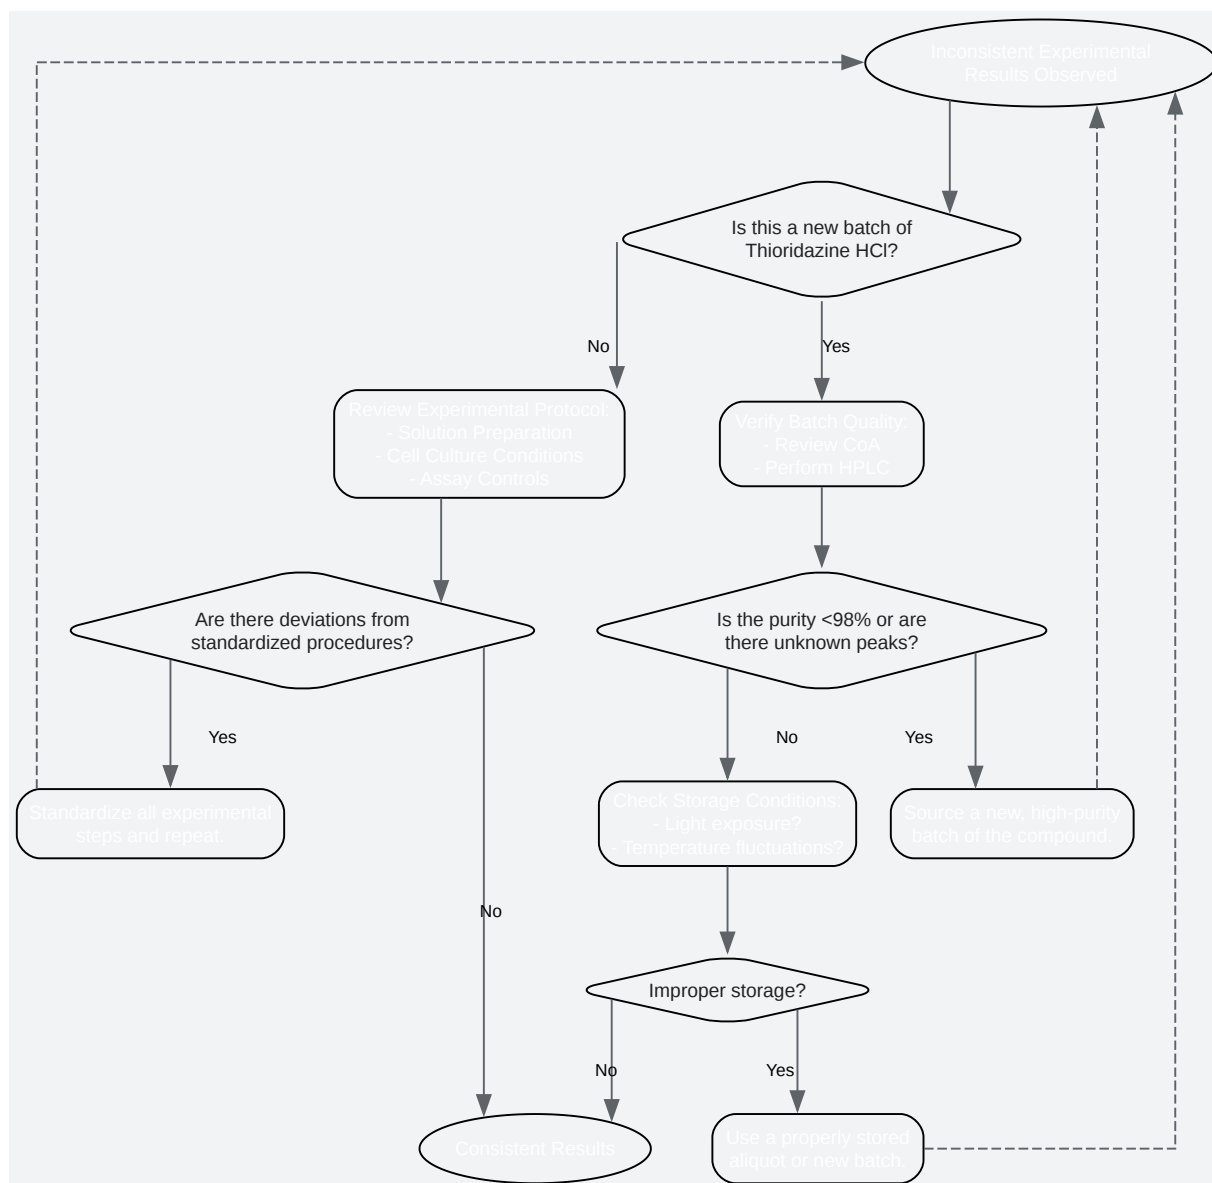 Inconsistent Experimental
Results Observed
Is this a new batch of
Thioridazine HCl?
No
Yes
Review Experimental Protocol:
- Solution Preparation
- Cell Culture Conditions
- Assay Controls
Verify Batch Quality:
- Review CoA
- Perform HPLC
Are there deviations from
standardized procedures?
Is the purity <98% or are
there unknown peaks?
Yes
No
Yes
Standardize all experimental
steps and repeat.
Check Storage Conditions:
- Light exposure?
- Temperature fluctuations?
Source a new, high-purity
batch of the compound.
No
Improper storage?
No
Yes
Consistent Results
Use a properly stored
aliquot or new batch.